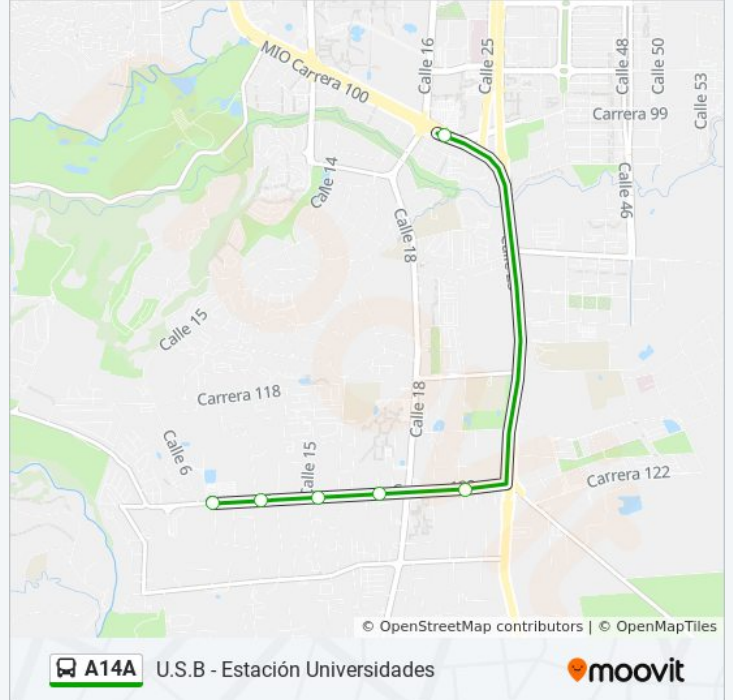 MIO Carrera 100
Calle 16
Calle 25
Calle 48
Calle 50
Calle 53
Carrera 99
Calle 14
Calle 46
Calle 18
Calle 15
Carrera 118
Calle 18
Calle 6
Calle 15
Carrera 122
© OpenStreetMap contributors | © OpenMapTiles
A14A U.S.B - Estación Universidades
moovit